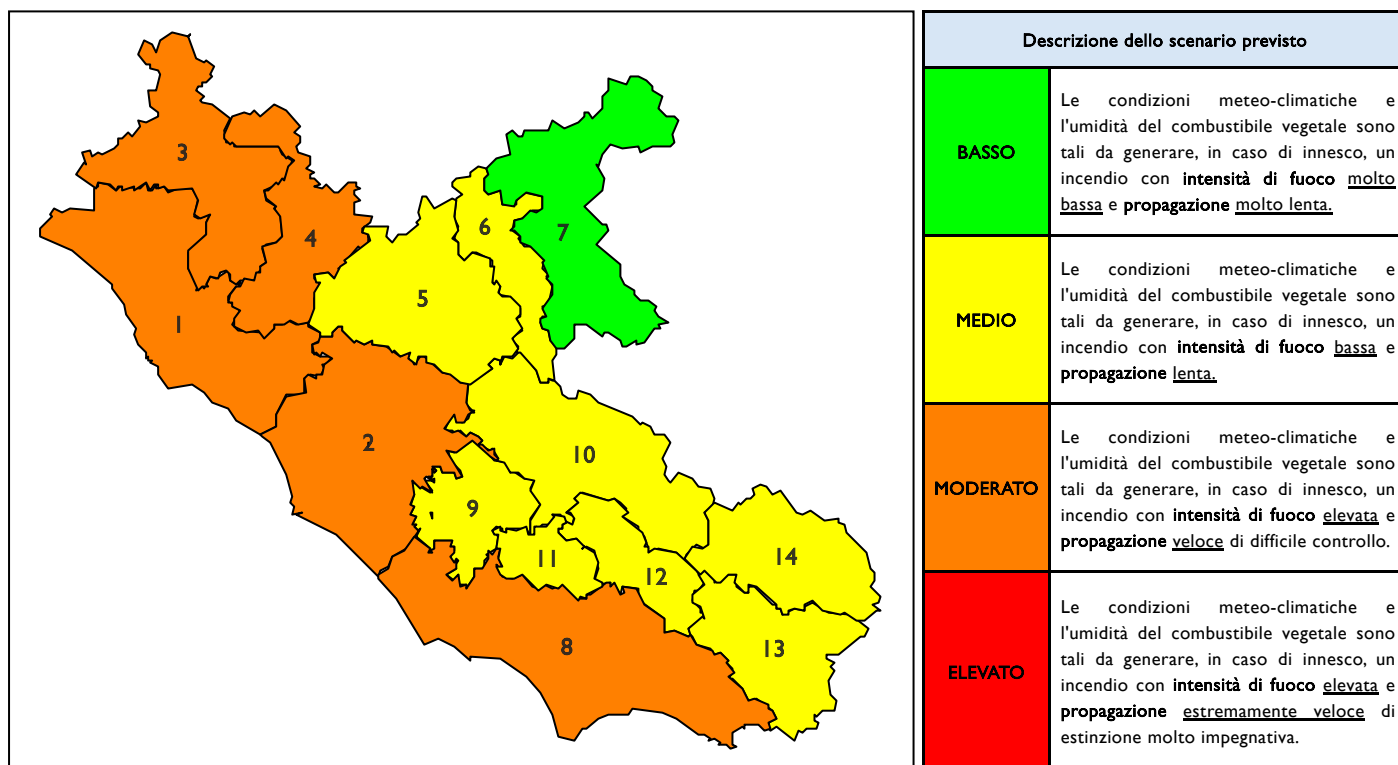 3
4
6
7
5
1
2
10
9
11
12
14
8
13
Descrizione dello scenario previsto
BASSO
Le condizioni meteo-climatiche e
l'umidità del combustibile vegetale sono
tali da generare, in caso di innesco, un
incendio con intensità di fuoco molto
bassa e propagazione molto lenta.
MEDIO
Le condizioni meteo-climatiche e
l'umidità del combustibile vegetale sono
tali da generare, in caso di innesco, un
incendio con intensità di fuoco bassa e
propagazione lenta.
MODERATO
Le condizioni meteo-climatiche e
l'umidità del combustibile vegetale sono
tali da generare, in caso di innesco, un
incendio con intensità di fuoco elevata e
propagazione veloce di difficile controllo.
ELEVATO
Le condizioni meteo-climatiche e
l'umidità del combustibile vegetale sono
tali da generare, in caso di innesco, un
incendio con intensità di fuoco elevata e
propagazione estremamente veloce di
estinzione molto impegnativa.